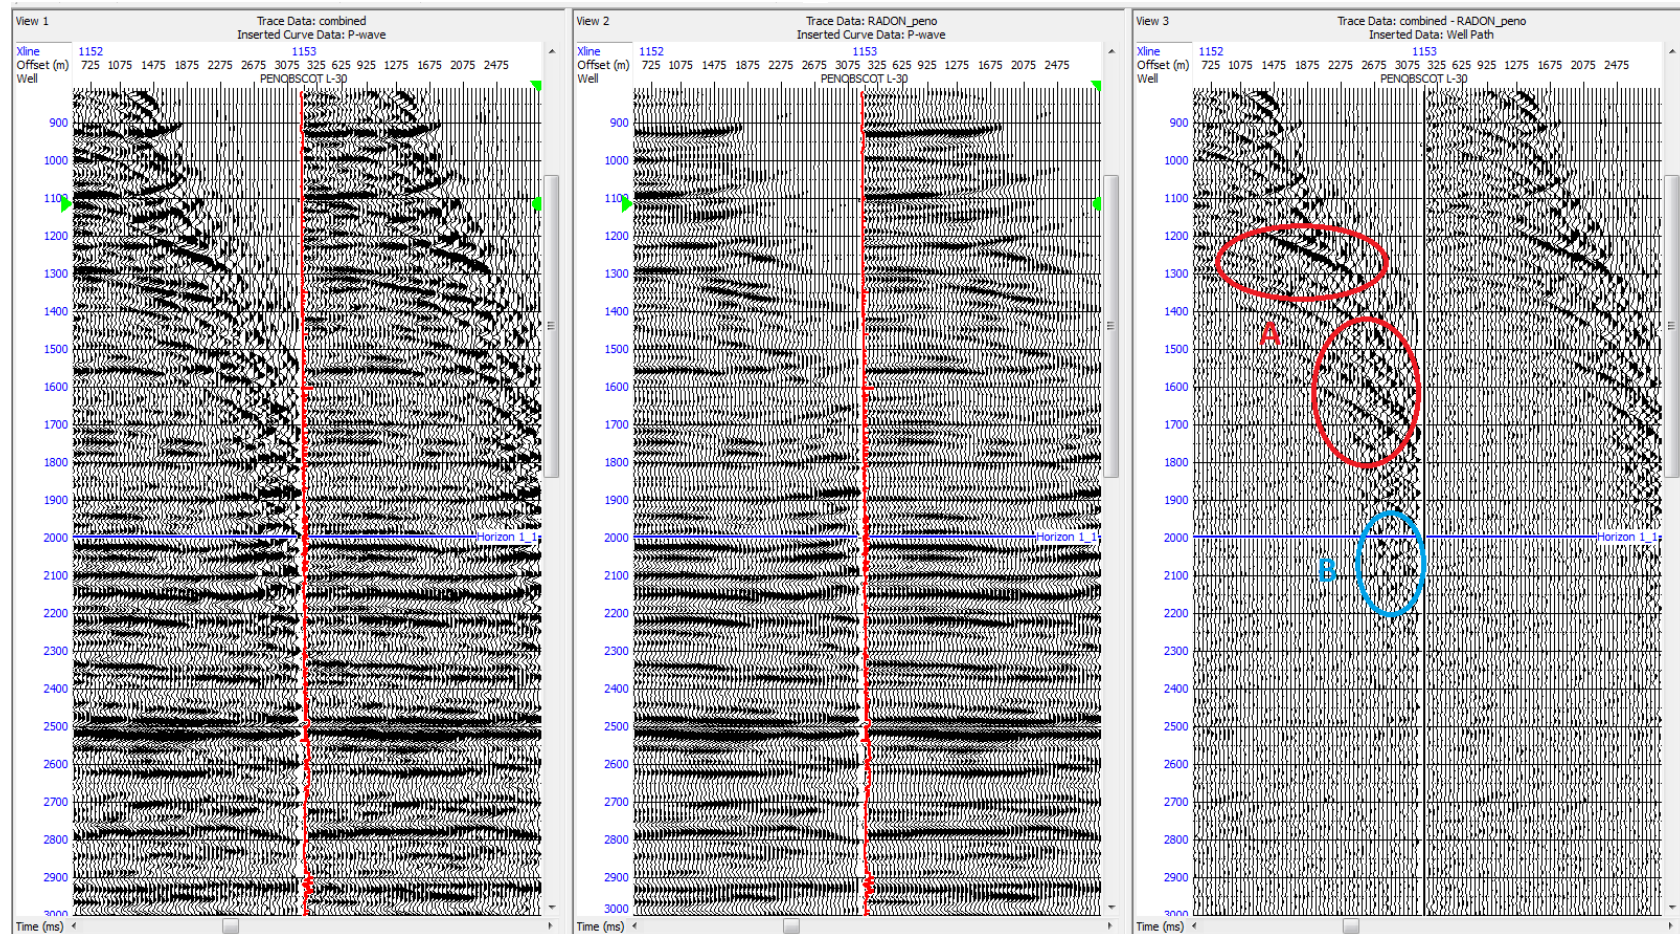 View 1
Trace Data: combined
Inserted Curve Data: P-wave
Xline 1152 1153
Offset (m) 725 1075 1475 1875 2275 2675 3075 325 625 925 1275 1675 2075 2475
Well PENOBSCOT L-30
900
1000
1100
1200
1300
1400
1500
1600
1700
1800
1900
2000
Horizon 1_1
2100
2200
2300
2400
2500
2600
2700
2800
2900
3000
Time (ms)
View 2
Trace Data: RADON_peno
Inserted Curve Data: P-wave
Xline 1152 1153
Offset (m) 725 1075 1475 1875 2275 2675 3075 325 625 925 1275 1675 2075 2475
Well PENOBSCOT L-30
900
1000
1100
1200
1300
1400
1500
1600
1700
1800
1900
2000
Horizon 1_1
2100
2200
2300
2400
2500
2600
2700
2800
2900
3000
Time (ms)
View 3
Trace Data: combined - RADON_peno
Inserted Data: Well Path
Xline 1152 1153
Offset (m) 725 1075 1475 1875 2275 2675 3075 325 625 925 1275 1675 2075 2475
Well PENOBSCOT L-30
900
1000
1100
1200
1300
1400
A
1500
1600
1700
1800
1900
2000
Horizon 1_1
B
2100
2200
2300
2400
2500
2600
2700
2800
2900
3000
Time (ms)